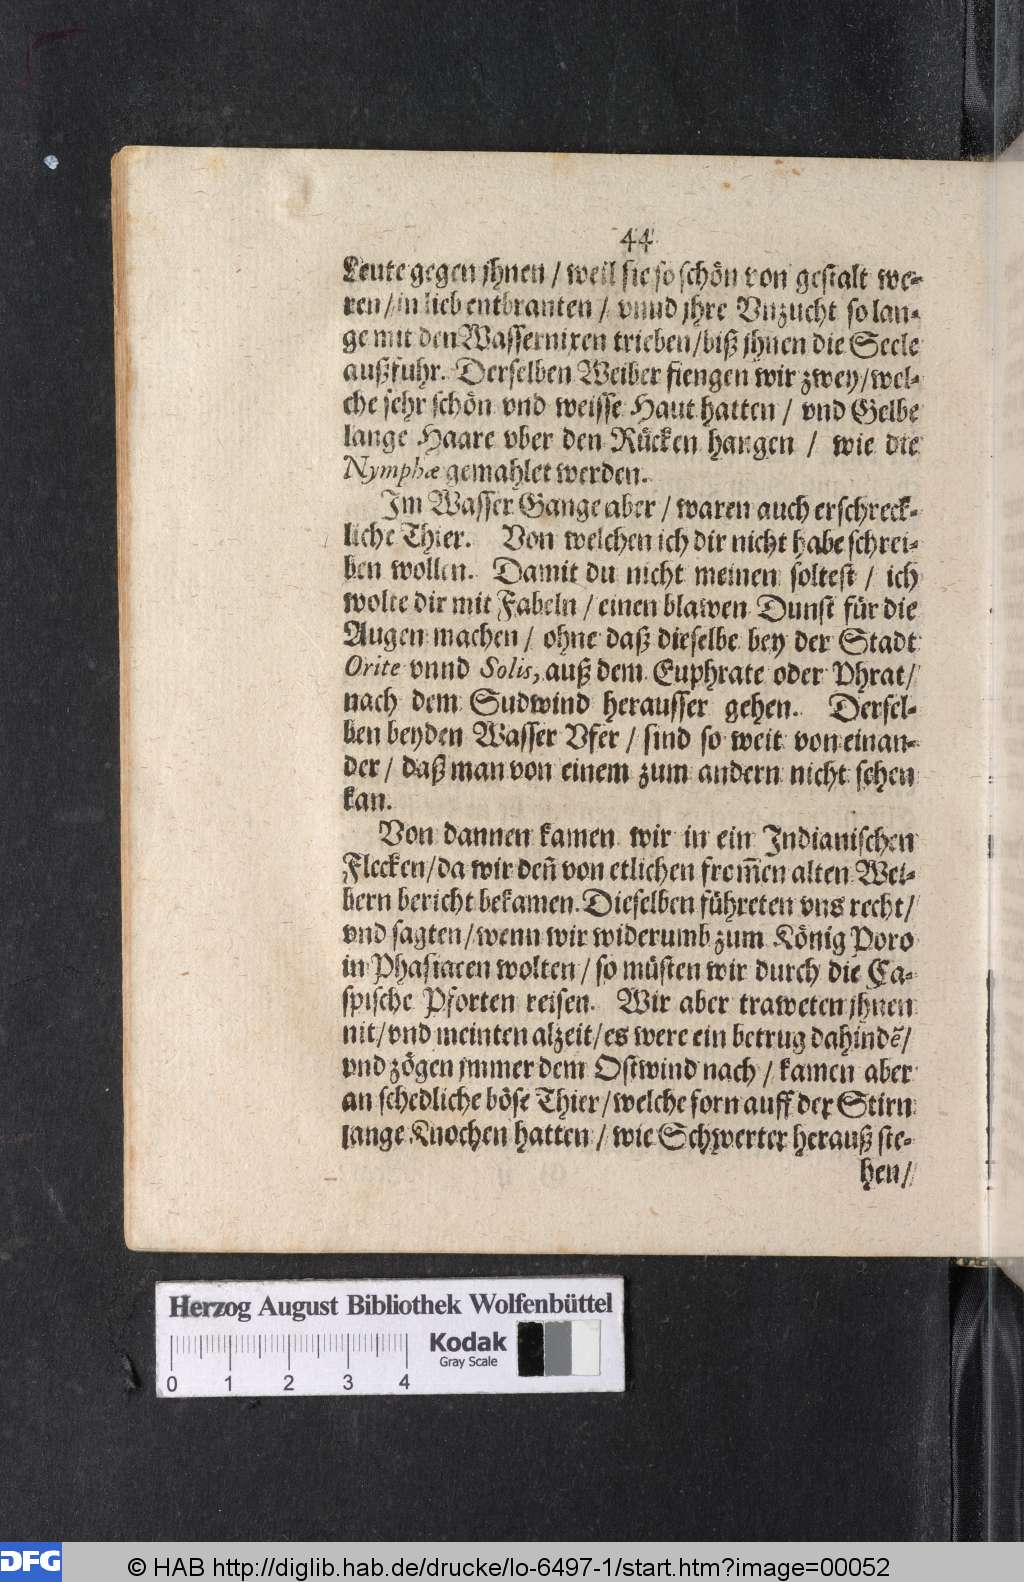 44
Leute gegen jhnen / weil sie so schön von gestalt we-
ren / in lieb entbranten / vnnd jhre Vnzucht so lan-
ge mit den Wassernixen trieben / biß jhnen die Seele
außfuhr. Derselben Weiber fiengen wir zwey / wel-
che sehr schön vnd weisse Haut hatten / vnd Gelbe
lange Haare vber den Rücken hangen / wie die
Nymphæ gemahlet werden.
Im Wasser Gange aber / waren auch erschreck-
liche Thier. Von welchen ich dir nicht habe schrei-
ben wollen. Damit du nicht meinen soltest / ich
wolte dir mit Fabeln / einen blawen Dunst für die
Augen machen / ohne daß dieselbe bey der Stadt
Orite vnnd Solis, auß dem Euphrate oder Phrat /
nach dem Sudwind herausser gehen. Dersel-
ben beyden Wasser Vfer / sind so weit von einan-
der / daß man von einem zum andern nicht sehen
kan.
Von dannen kamen wir in ein Indianischen
Flecken / da wir deñ von etlichen from̃en alten Wei-
bern bericht bekamen. Dieselben führeten vns recht /
vnd sagten / wenn wir widerumb zum König Poro
in Phasiacen wolten / so müsten wir durch die Ca-
spische Pforten reisen. Wir aber traweten jhnen
nit / vnd meinten alzeit / es were ein betrug dahindẽ /
vnd zögen jmmer dem Ostwind nach / kamen aber
an schedliche böse Thier / welche forn auff der Stirn
lange Knochen hatten / wie Schwerter herauß ste-
hen /
Herzog August Bibliothek Wolfenbüttel
Kodak
Gray Scale
0 1 2 3 4
DFG
© HAB http://diglib.hab.de/drucke/lo-6497-1/start.htm?image=00052